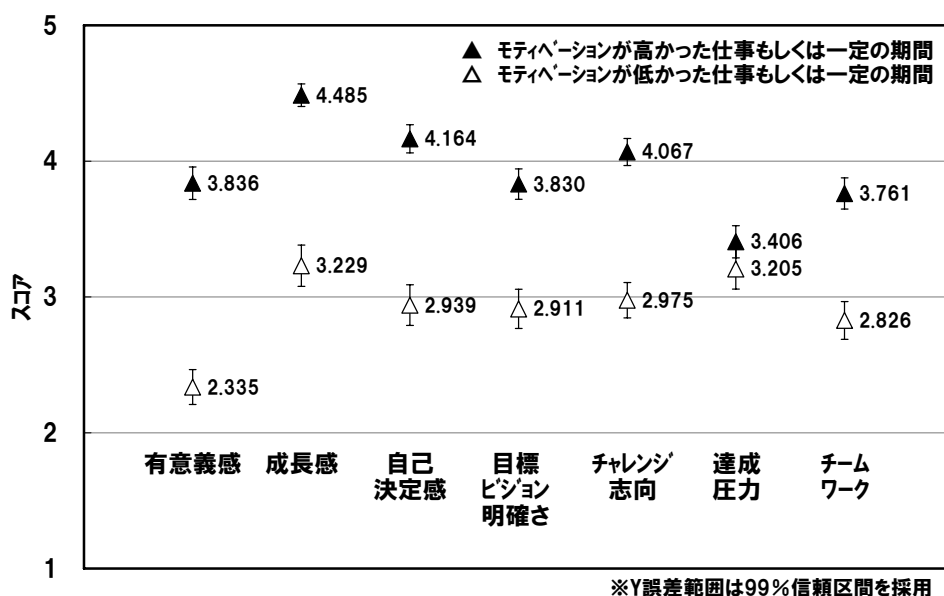 5
▲ モティベーションが高かった仕事もしくは一定の期間
△ モティベーションが低かった仕事もしくは一定の期間
4.485
4.164
4.067
4
3.836
3.830
3.761
3.406
3.229
3.205
スコア
3
2.939
2.911
2.975
2.826
2.335
2
有意義感
成長感
自己
決定感
目標
ビジョン
明確さ
チャレンジ
志向
達成
圧力
チーム
ワーク
1
※Y誤差範囲は99%信頼区間を採用